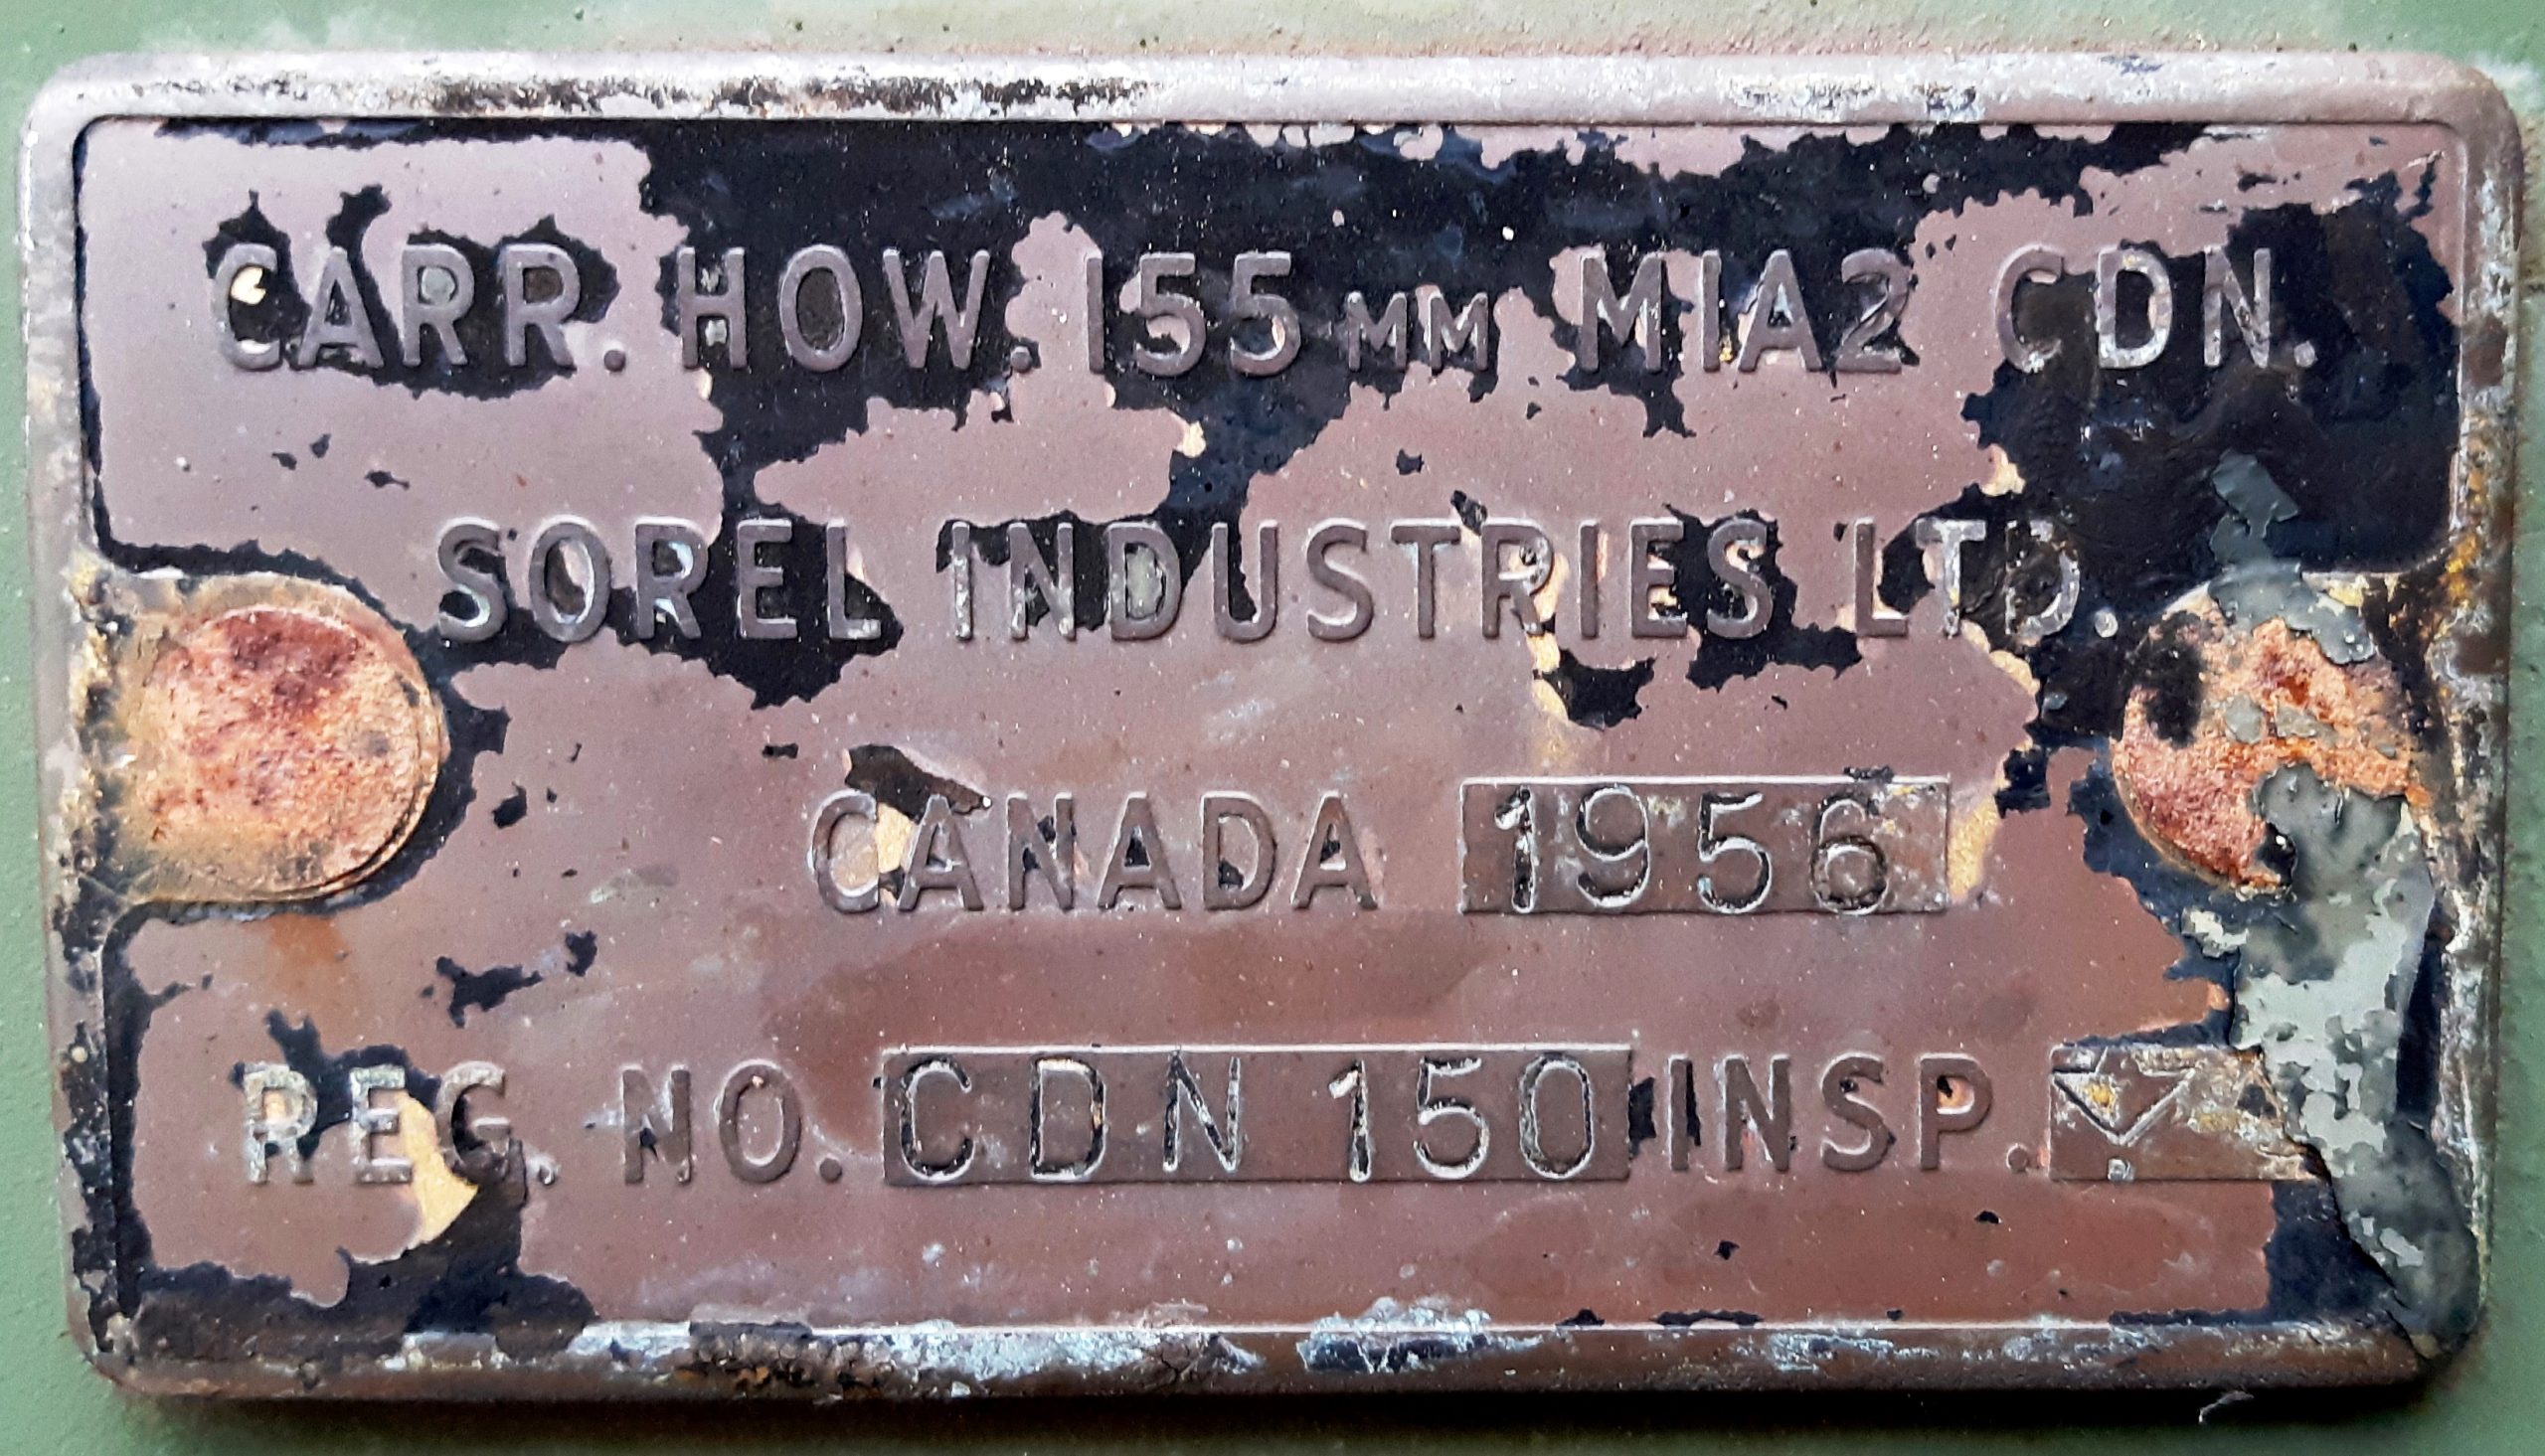 CARR. HOW. 155 MM M1A2 CDN.
SOREL INDUSTRIES LTD.
CANADA 1956
REG. NO. CDN 150 INSP.